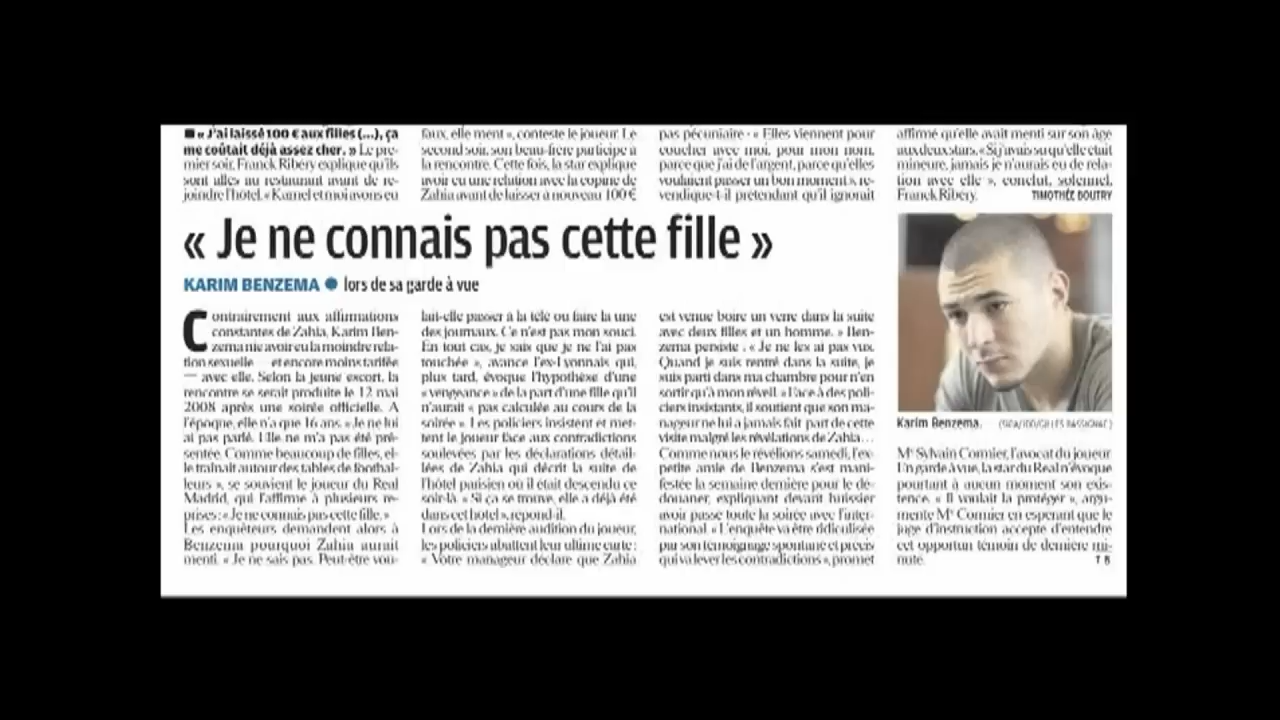 ■ « J'ai laissé 100 € aux filles (...), ça
me coûtait déjà assez cher. » Le pre-
mier soir, Franck Ribery explique qu'ils
sont allés au restaurant avant de re-
joindre l'hôtel. « Kamel et moi avons eu
faux, elle ment », conteste le joueur. Le
second soir, son beau-frère participe à
la rencontre. Cette fois, la star explique
avoir eu une relation avec la copine de
Zahia avant de laisser à nouveau 100 €
pas pécuniaire : « Elles viennent pour
coucher avec moi, pour mon nom,
parce que j'ai de l'argent, parce qu'elles
voulaient passer un bon moment », re-
vendique-t-il prétendant qu'il ignorait
affirmé qu'elle avait menti sur son âge
aux deux stars. « Si j'avais su qu'elle était
mineure, jamais je n'aurais eu de rela-
tion avec elle », conclut, solennel,
Franck Ribery. TIMOTHÉE BOUTRY
« Je ne connais pas cette fille »
KARIM BENZEMA ● lors de sa garde à vue
Contrairement aux affirmations
constantes de Zahia, Karim Ben-
zema nie avoir eu la moindre rela-
tion sexuelle — et encore moins tarifée
— avec elle. Selon la jeune escort, la
rencontre se serait produite le 12 mai
2008 après une soirée officielle. A
l'époque, elle n'a que 16 ans. « Je ne lui
ai pas parlé. Elle ne m'a pas été pré-
sentée. Comme beaucoup de filles, el-
le traînait autour des tables de footbal-
leurs », se souvient le joueur du Real
Madrid, qui l'affirme à plusieurs re-
prises : « Je ne connais pas cette fille. »
Les enquêteurs demandent alors à
Benzema pourquoi Zahia aurait
menti. « Je ne sais pas. Peut-être vou-
lait-elle passer à la télé ou faire la une
des journaux. Ce n'est pas mon souci.
En tout cas, je sais que je ne l'ai pas
touchée », avance l'ex-Lyonnais qui,
plus tard, évoque l'hypothèse d'une
« vengeance » de la part d'une fille qu'il
n'aurait « pas calculée au cours de la
soirée ». Les policiers insistent et met-
tent le joueur face aux contradictions
soulevées par les déclarations détail-
lées de Zahia qui décrit la suite de
l'hôtel parisien où il était descendu ce
soir-là. « Si ça se trouve, elle a déjà été
dans cet hôtel », répond-il.
Lors de la dernière audition du joueur,
les policiers abattent leur ultime carte :
« Votre manageur déclare que Zahia
est venue boire un verre dans la suite
avec deux filles et un homme. » Ben-
zema persiste : « Je ne les ai pas vus.
Quand je suis rentré dans la suite, je
suis parti dans ma chambre pour n'en
sortir qu'à mon réveil. » Face à des poli-
ciers insistants, il soutient que son ma-
nageur ne lui a jamais fait part de cette
visite malgré les révélations de Zahia...
Comme nous le révélions samedi, l'ex-
petite amie de Benzema s'est mani-
festée la semaine dernière pour le dé-
douaner, expliquant devant huissier
avoir passé toute la soirée avec l'inter-
national. « L'enquête va être ridiculisée
par son témoignage spontané et précis
qui va lever les contradictions », promet
Karim Benzema.
Mᵉ Sylvain Cormier, l'avocat du joueur.
En garde à vue, la star du Real n'évoque
pourtant à aucun moment son exis-
tence. « Il voulait la protéger », argu-
mente Mᵉ Cormier en espérant que le
juge d'instruction accepte d'entendre
cet opportun témoin de dernière mi-
nute. T.B.